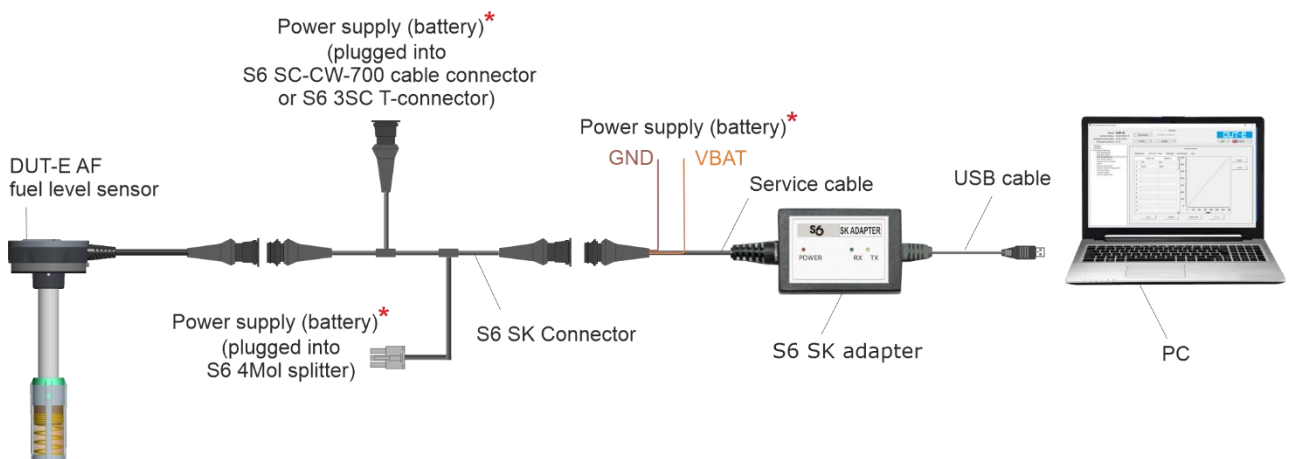 Power supply (battery)*
(plugged into
S6 SC-CW-700 cable connector
or S6 3SC T-connector)
Power supply (battery)*
GND VBAT
DUT-E AF
fuel level sensor
Service cable
USB cable
DUT-E
S6 SK ADAPTER
POWER RX TX
Power supply (battery)*
(plugged into
S6 4Mol splitter)
S6 SK Connector
S6 SK adapter
PC